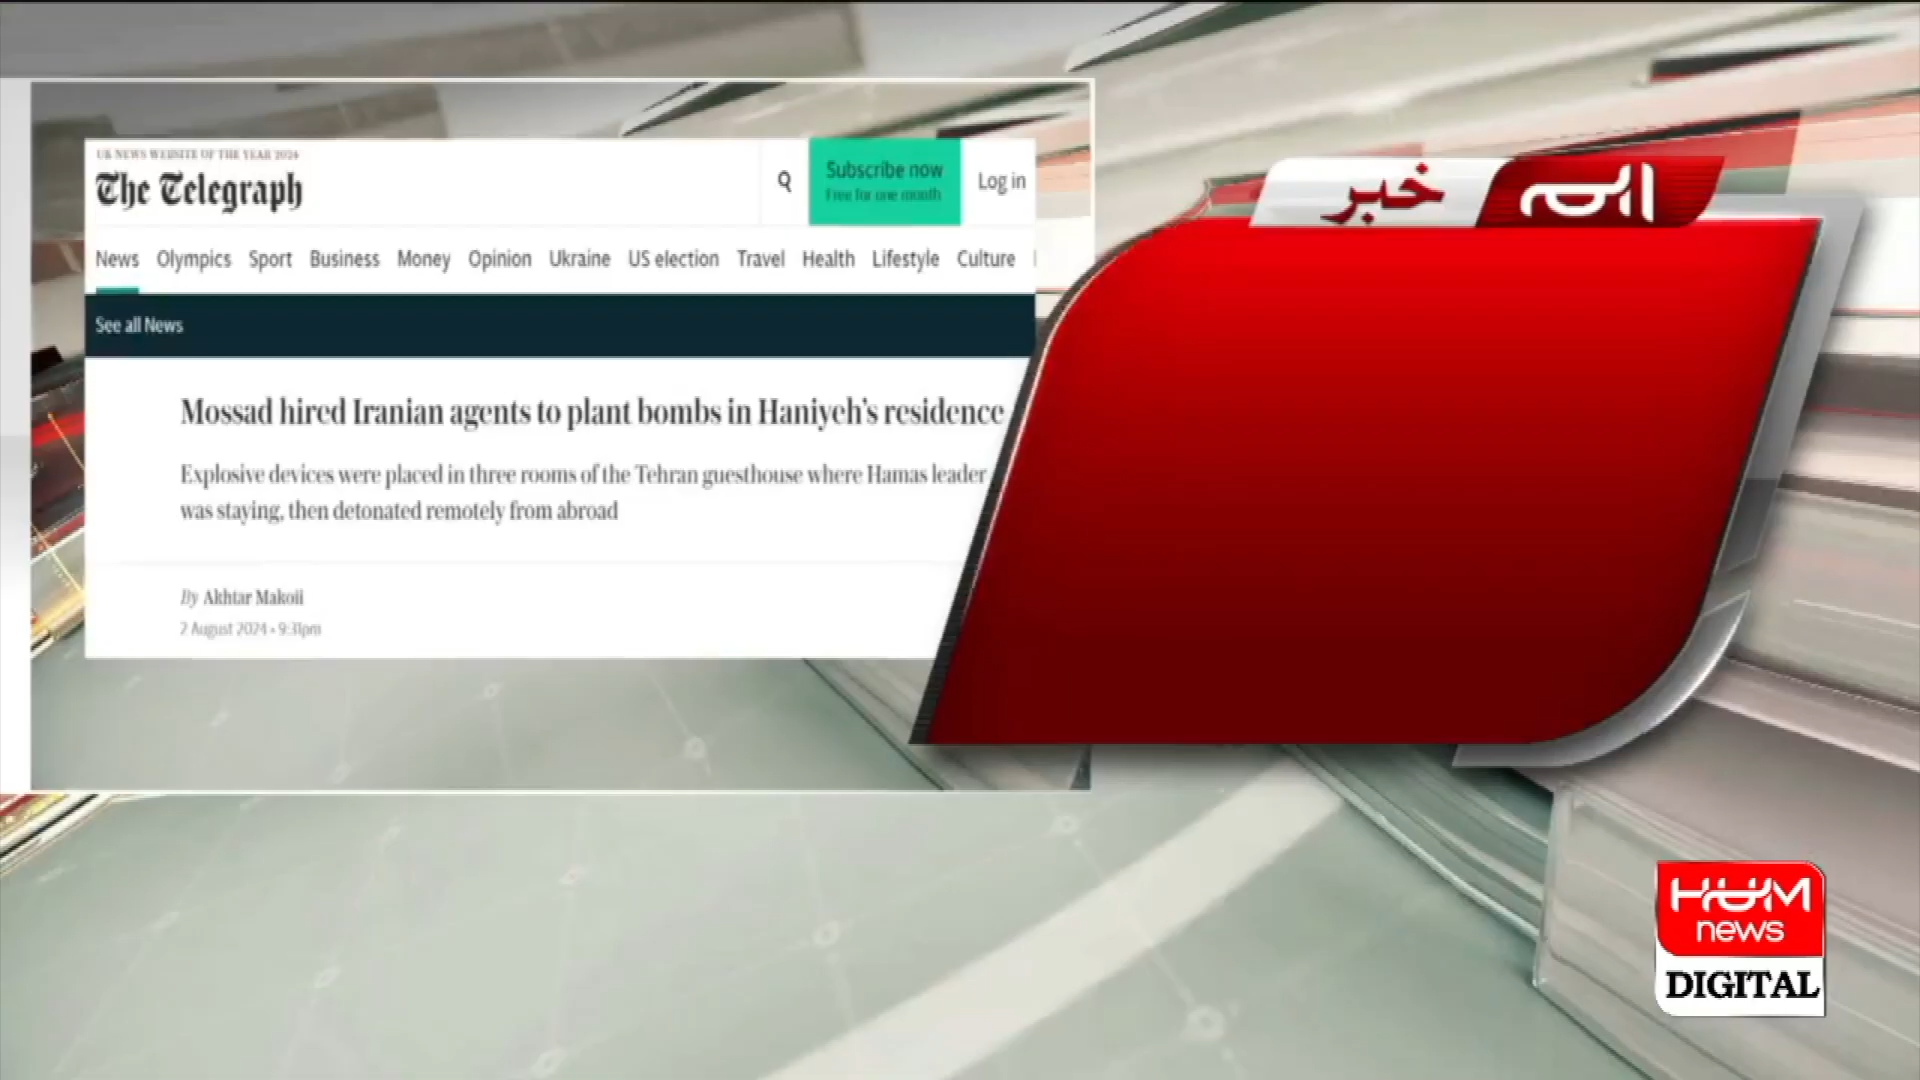 UK NEWS WEBSITE OF THE YEAR 2024
The Telegraph
Subscribe now
Free for one month
Log in
News Olympics Sport Business Money Opinion Ukraine US election Travel Health Lifestyle Culture
See all News
Mossad hired Iranian agents to plant bombs in Haniyeh's residence
Explosive devices were placed in three rooms of the Tehran guesthouse where Hamas leader
was staying, then detonated remotely from abroad
By Akhtar Makoii
2 August 2024 • 9:31pm
اہم خبر
HUM
news
DIGITAL